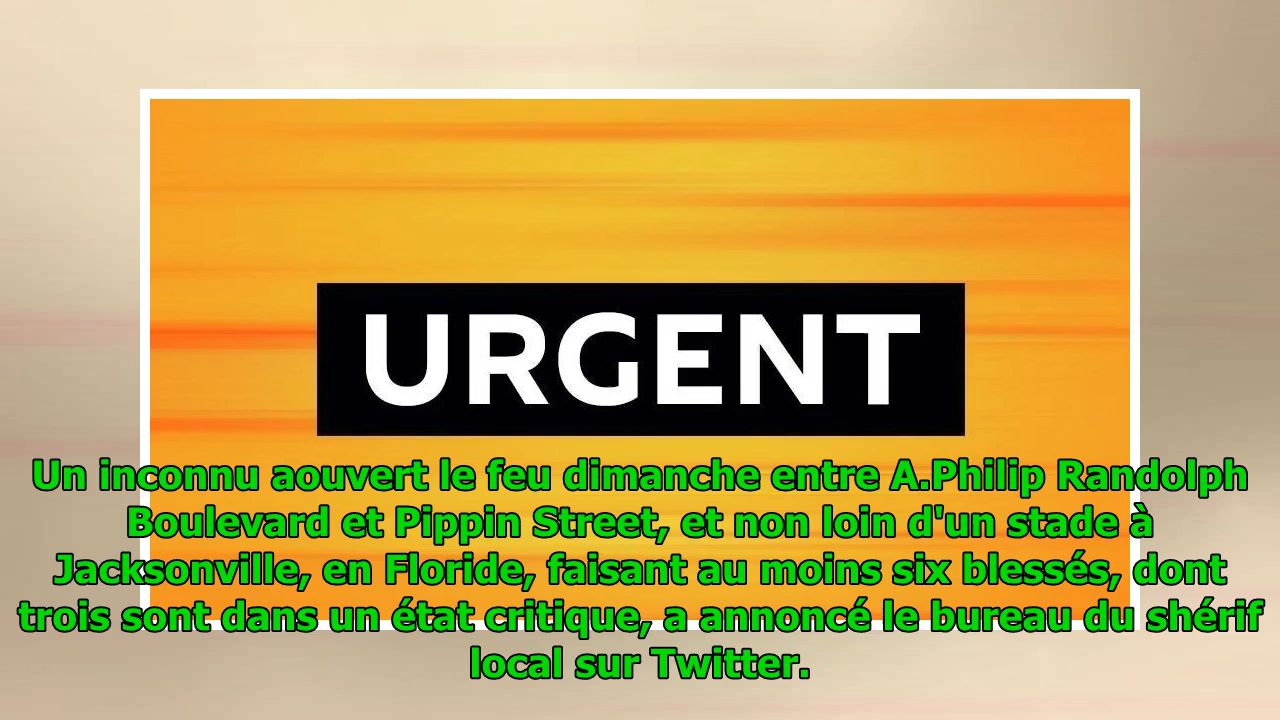 URGENT
Un inconnu aouvert le feu dimanche entre A.Philip Randolph
Boulevard et Pippin Street, et non loin d'un stade à
Jacksonville, en Floride, faisant au moins six blessés, dont
trois sont dans un état critique, a annoncé le bureau du shérif
local sur Twitter.